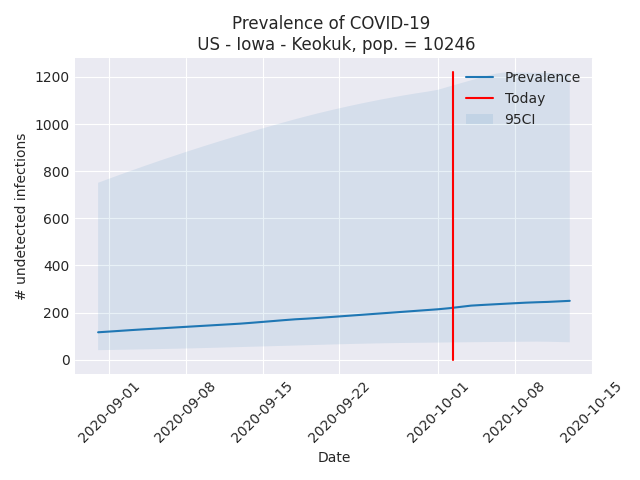 Prevalence of COVID-19
US - Iowa - Keokuk, pop. = 10246
1200
1000
800
600
400
200
0
# undetected infections
Prevalence
Today
95CI
2020-09-01
2020-09-08
2020-09-15
2020-09-22
2020-10-01
2020-10-08
2020-10-15
Date